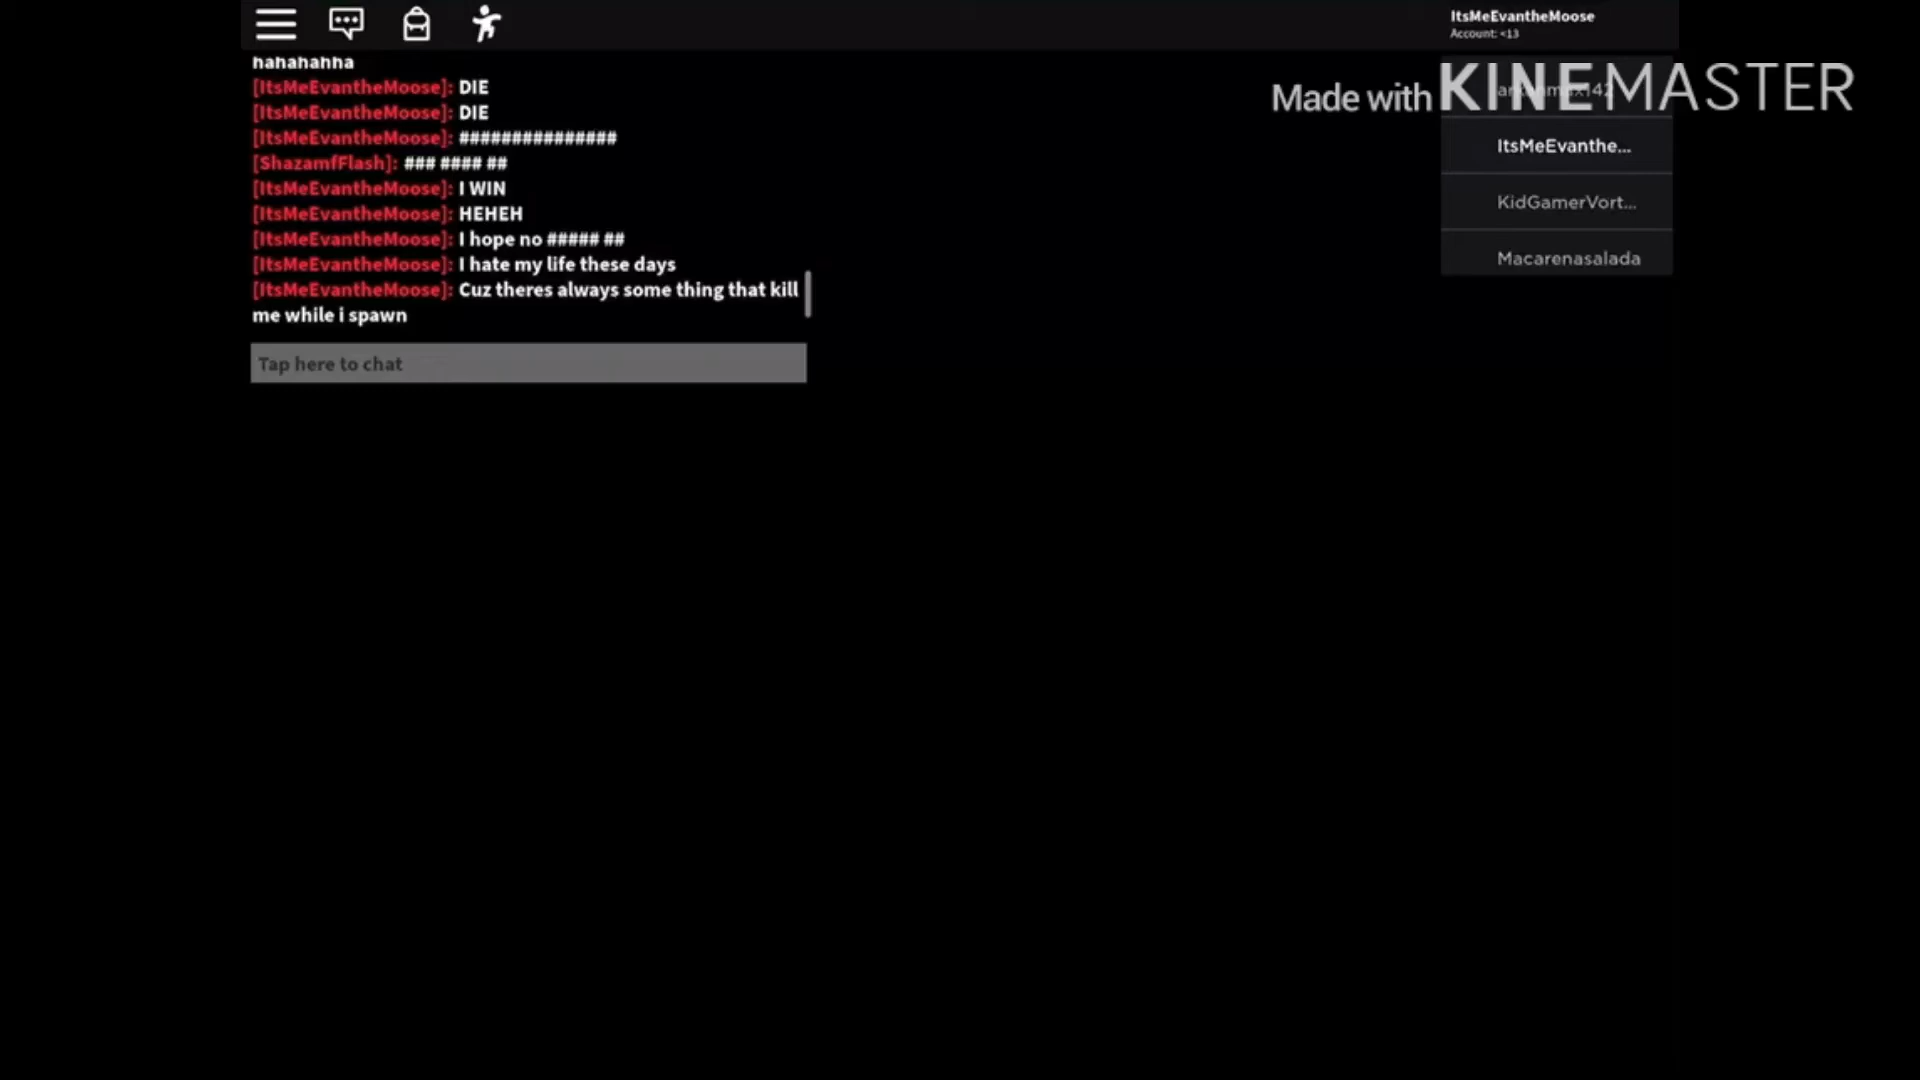 ItsMeEvantheMoose
Account: <13
hahahahha
[ItsMeEvantheMoose]: DIE
[ItsMeEvantheMoose]: DIE
[ItsMeEvantheMoose]: ###############
[ShazamfFlash]: ### #### ##
[ItsMeEvantheMoose]: I WIN
[ItsMeEvantheMoose]: HEHEH
[ItsMeEvantheMoose]: I hope no ##### ##
[ItsMeEvantheMoose]: I hate my life these days
[ItsMeEvantheMoose]: Cuz theres always some thing that kill
me while i spawn
Tap here to chat
Made with KINEMASTER
ItsMeEvanthe...
KidGamerVort...
Macarenasalada